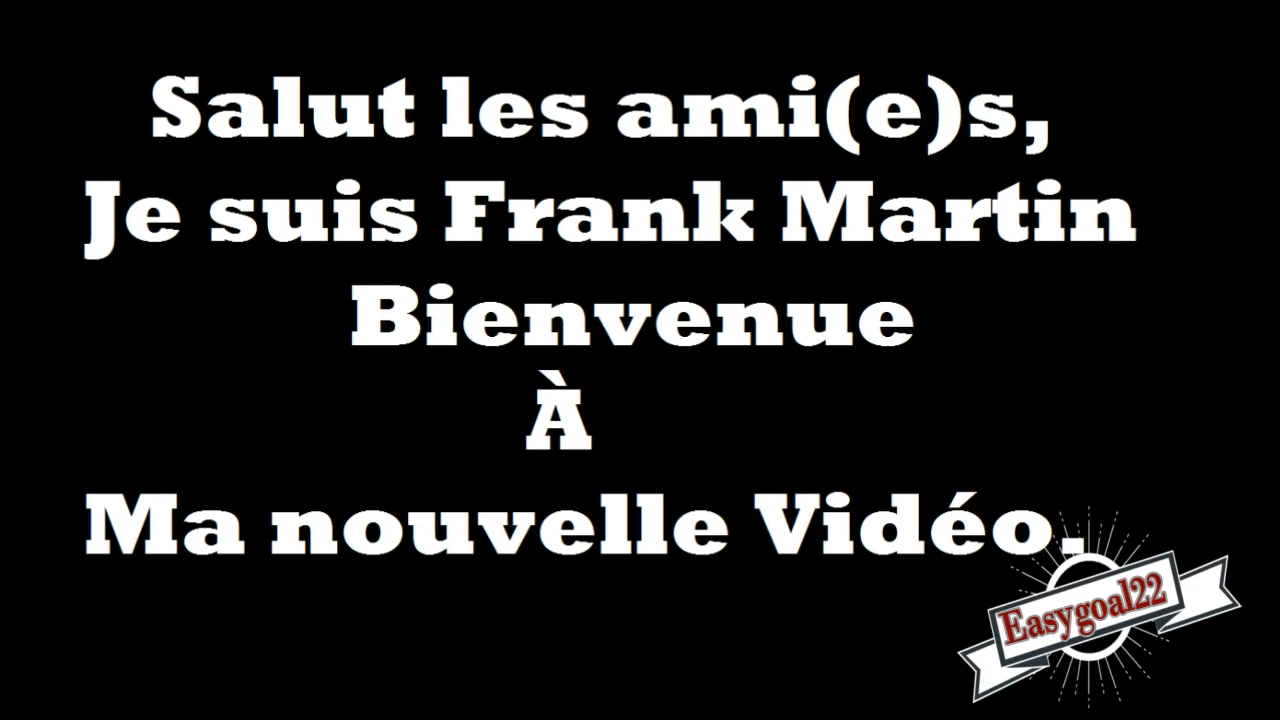 Salut les ami(e)s,
Je suis Frank Martin
Bienvenue
À
Ma nouvelle Vidéo.
Easygoal22